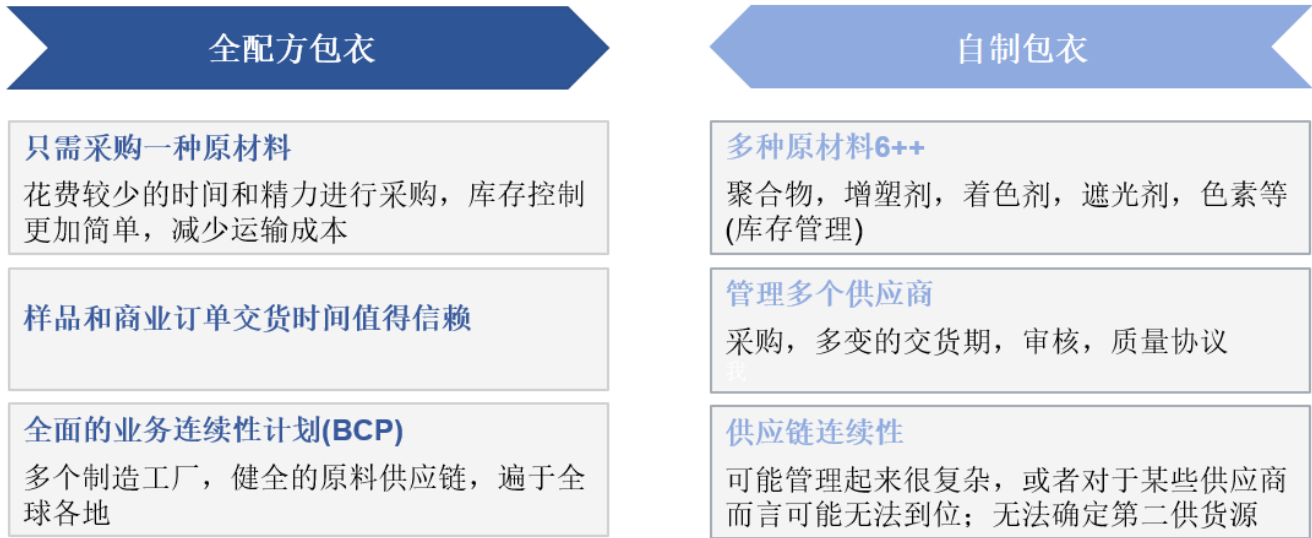 全配方包衣
只需采购一种原材料
花费较少的时间和精力进行采购，库存控制
更加简单，减少运输成本
样品和商业订单交货时间值得信赖
全面的业务连续性计划(BCP)
多个制造工厂，健全的原料供应链，遍于全
球各地
自制包衣
多种原材料6++
聚合物，增塑剂，着色剂，遮光剂，色素等
(库存管理)
管理多个供应商
采购，多变的交货期，审核，质量协议
我
供应链连续性
可能管理起来很复杂，或者对于某些供应商
而言可能无法到位；无法确定第二供货源